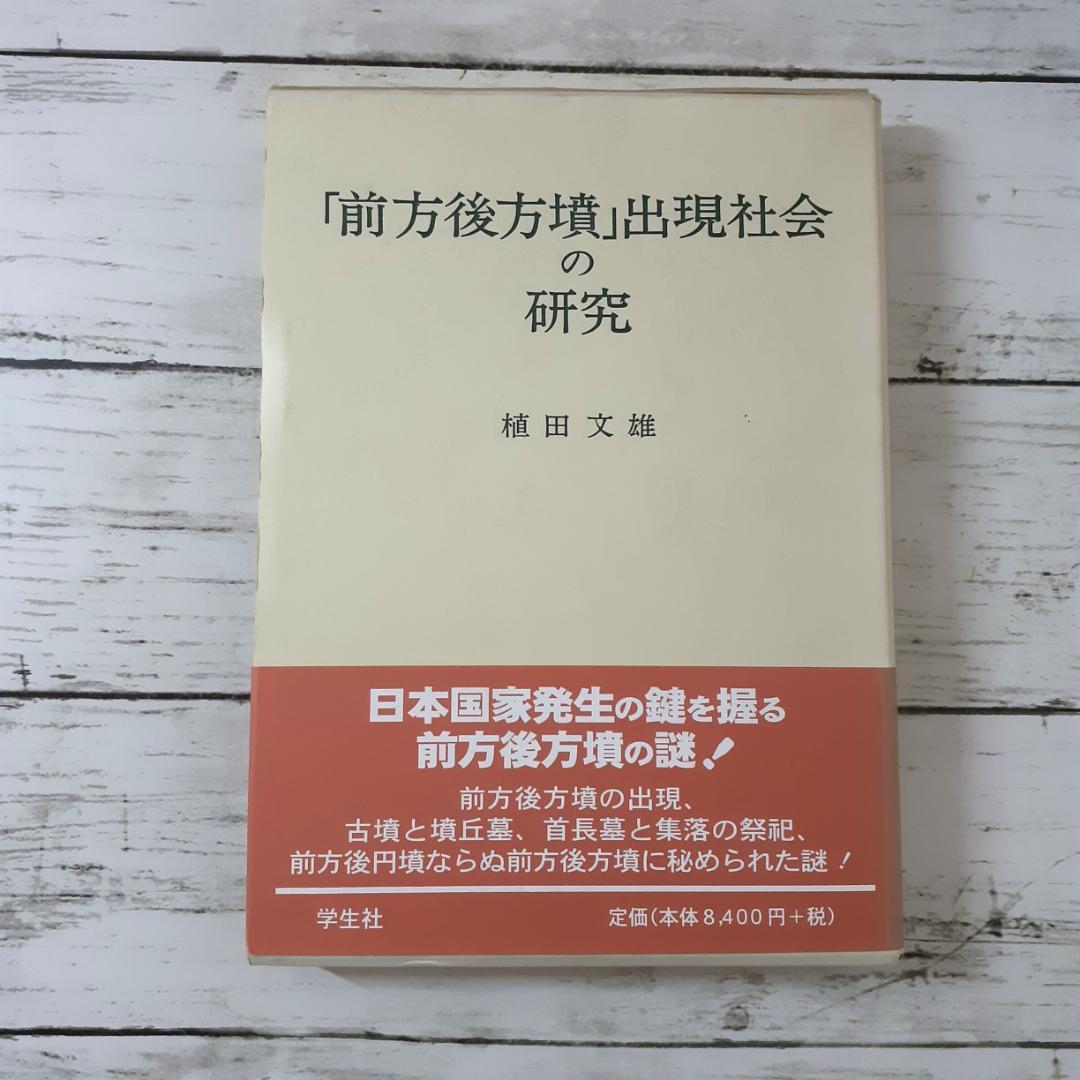 「前方後方墳」出現社会
の
研究
植田文雄
日本国家発生の鍵を握る
前方後方墳の謎！
前方後方墳の出現、
古墳と墳丘墓、首長墓と集落の祭祀、
前方後円墳ならぬ前方後方墳に秘められた謎！
学生社
定価(本体8,400円+税)